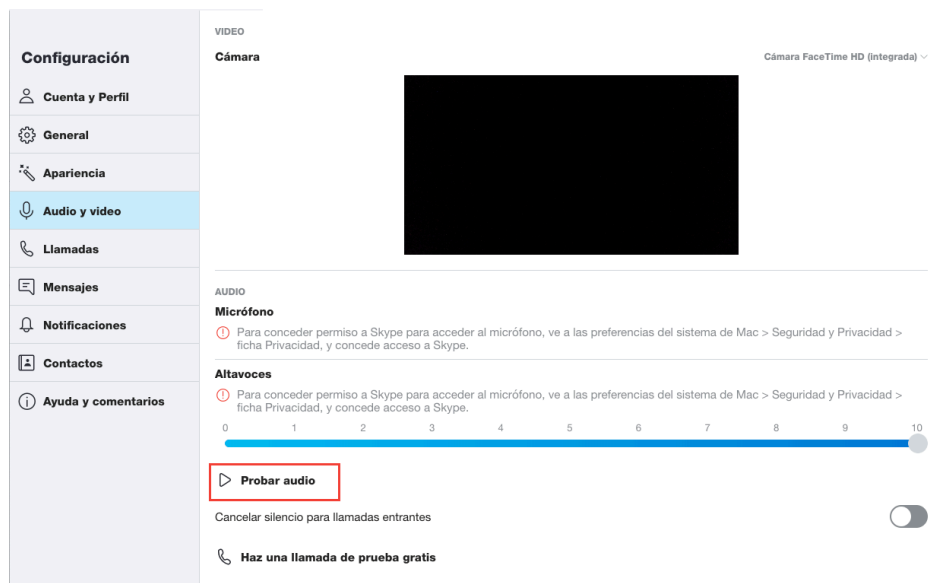 Configuración
Cuenta y Perfil
General
Apariencia
Audio y video
Llamadas
Mensajes
Notificaciones
Contactos
Ayuda y comentarios
VIDEO
Cámara
Cámara FaceTime HD (integrada)
AUDIO
Micrófono
Para conceder permiso a Skype para acceder al micrófono, ve a las preferencias del sistema de Mac > Seguridad y Privacidad >
ficha Privacidad, y concede acceso a Skype.
Altavoces
Para conceder permiso a Skype para acceder al micrófono, ve a las preferencias del sistema de Mac > Seguridad y Privacidad >
ficha Privacidad, y concede acceso a Skype.
0 1 2 3 4 5 6 7 8 9 10
Probar audio
Cancelar silencio para llamadas entrantes
Haz una llamada de prueba gratis